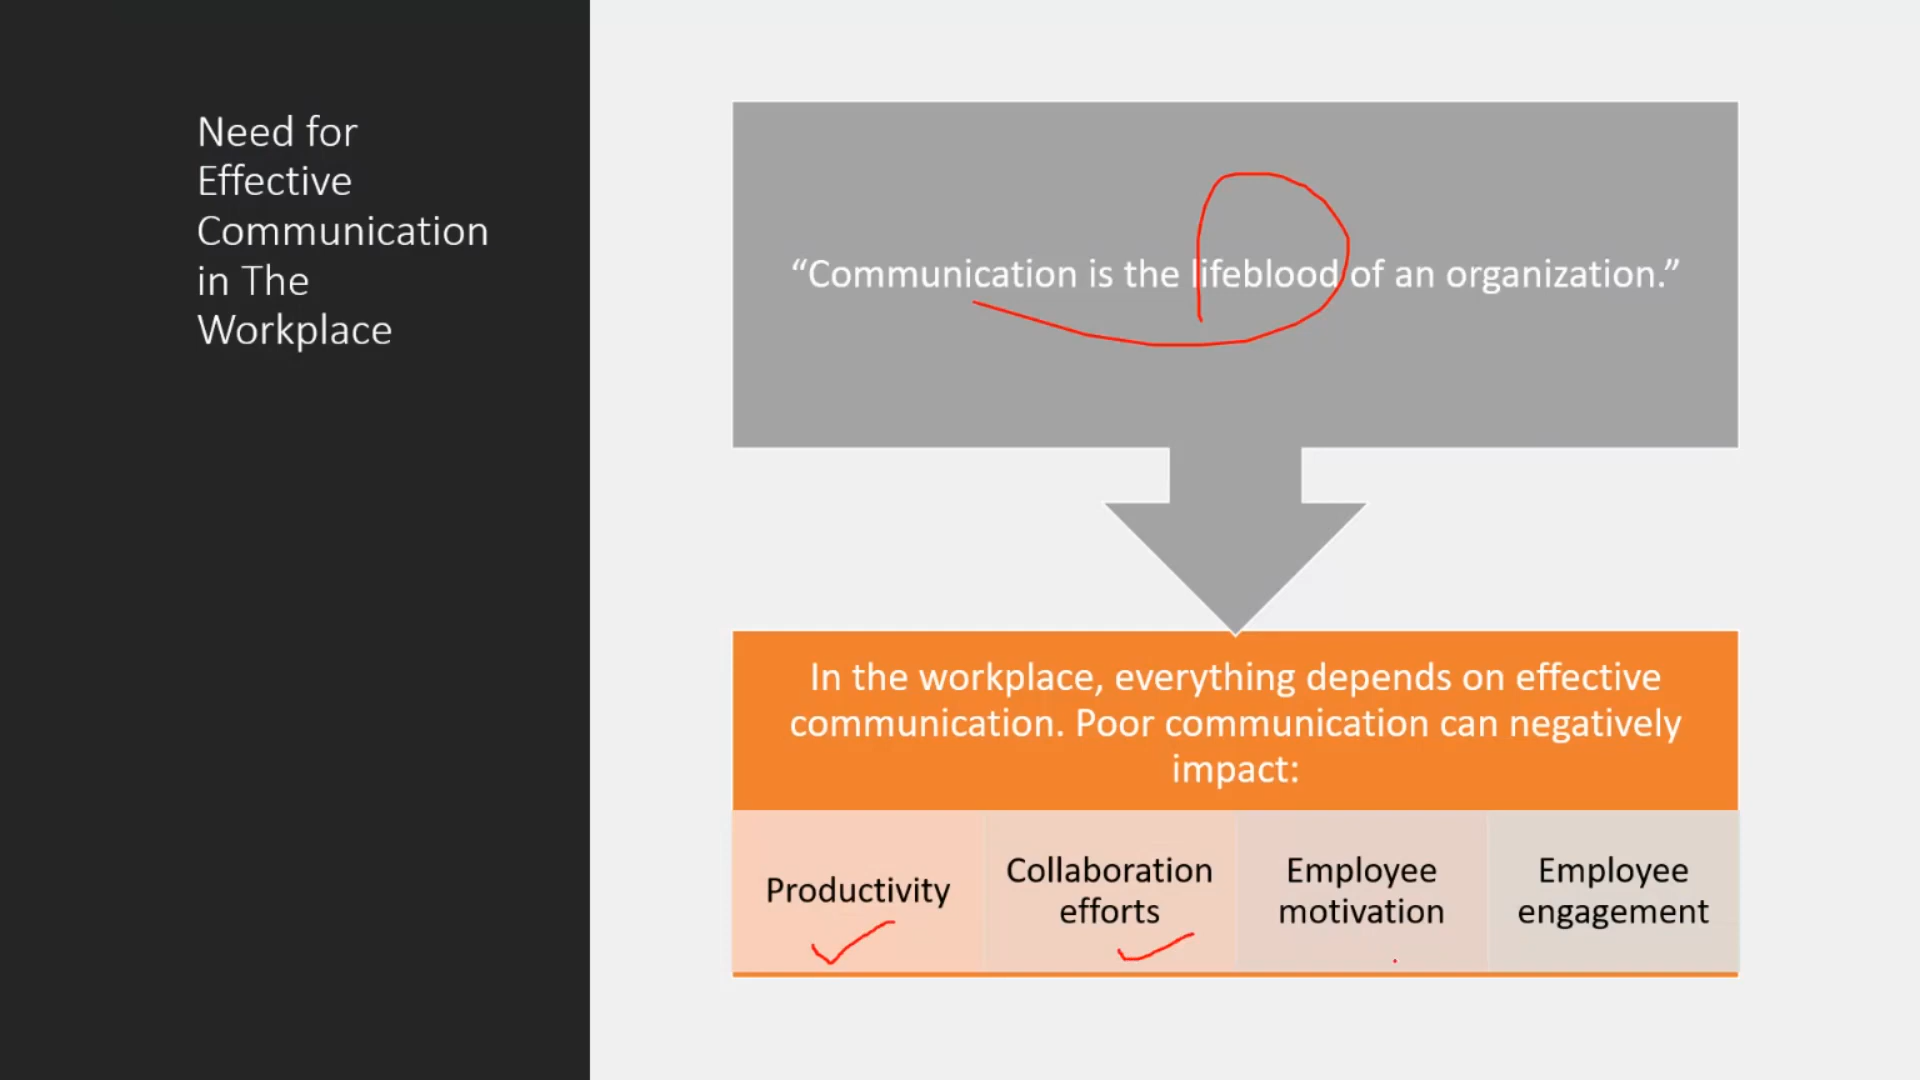 Need for
Effective
Communication
in The
Workplace
“Communication is the lifeblood of an organization.”
In the workplace, everything depends on effective
communication. Poor communication can negatively
impact:
Productivity
Collaboration
efforts
Employee
motivation
Employee
engagement